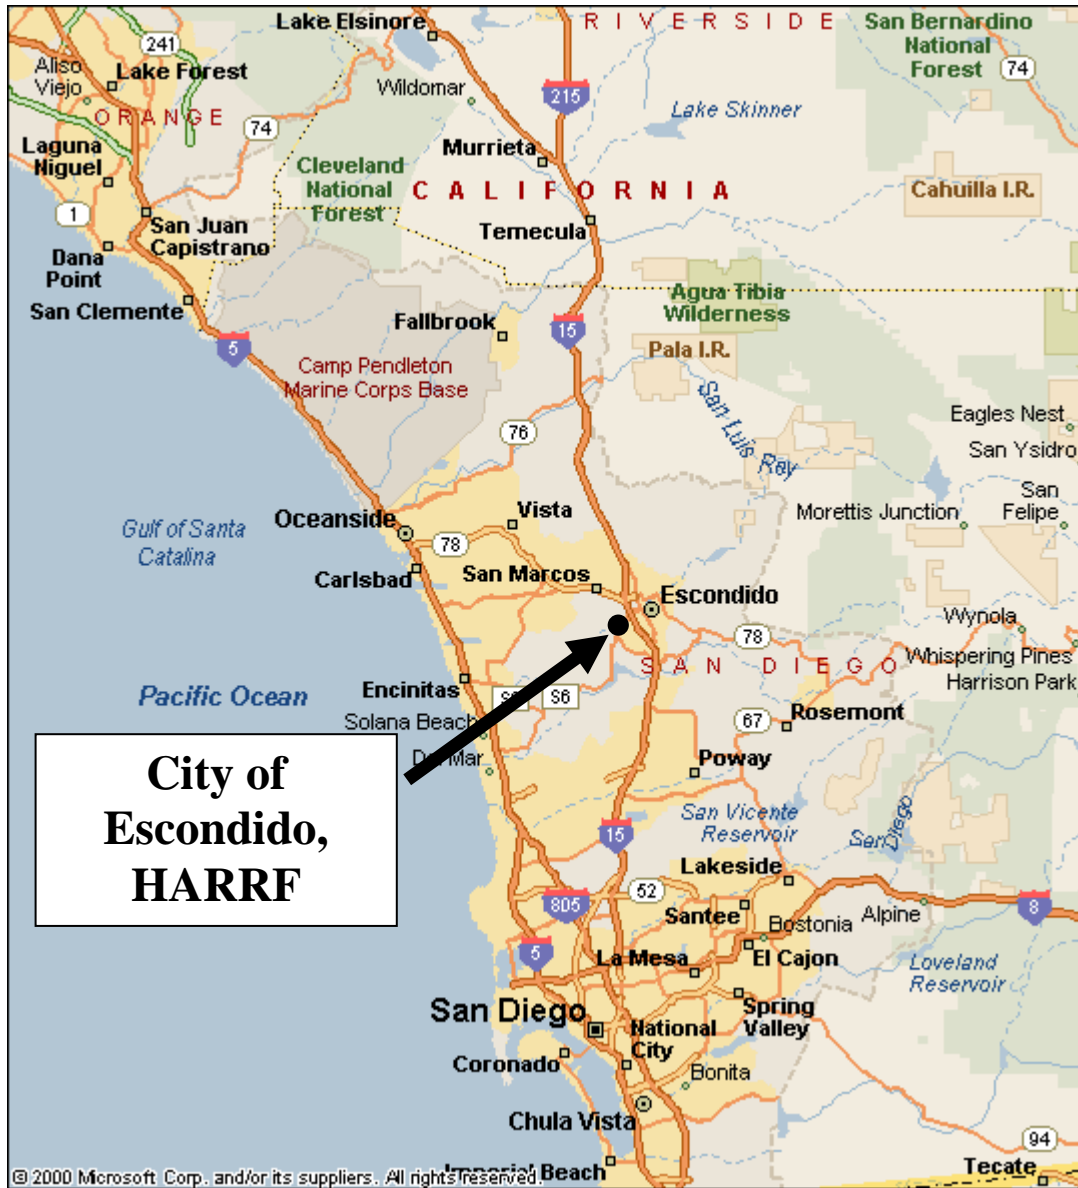 Lake Elsinore
RIVERSIDE
San Bernardino
National
Forest
74
241
Aliso
Viejo
Lake Forest
Wildomar
215
Lake Skinner
ORANGE
74
Laguna
Niguel
Murrieta
Cleveland
National
Forest
CALIFORNIA
Cahuilla I.R.
1
San Juan
Capistrano
Temecula
Dana
Point
San Clemente
Agua Tibia
Wilderness
Fallbrook
15
5
Pala I.R.
Camp Pendleton
Marine Corps Base
San Luis Rey
Eagles Nest
76
San Ysidro
San
Felipe
Morettis Junction
Gulf of Santa
Catalina
Oceanside
Vista
78
Carlsbad
San Marcos
Escondido
Wynola
78
Whispering Pines
SAN DIEGO
Harrison Park
Pacific Ocean
Encinitas
S6
Solana Beach
67
Rosemont
Del Mar
Poway
City of
Escondido,
HARRF
San Vicente
Reservoir
San Diego
15
Lakeside
805
52
Santee
Alpine
8
Bostonia
5
La Mesa
El Cajon
Loveland
Reservoir
San Diego
Spring
Valley
National
City
Coronado
Bonita
Chula Vista
94
Imperial Beach
Tecate
© 2000 Microsoft Corp. and/or its suppliers. All rights reserved.